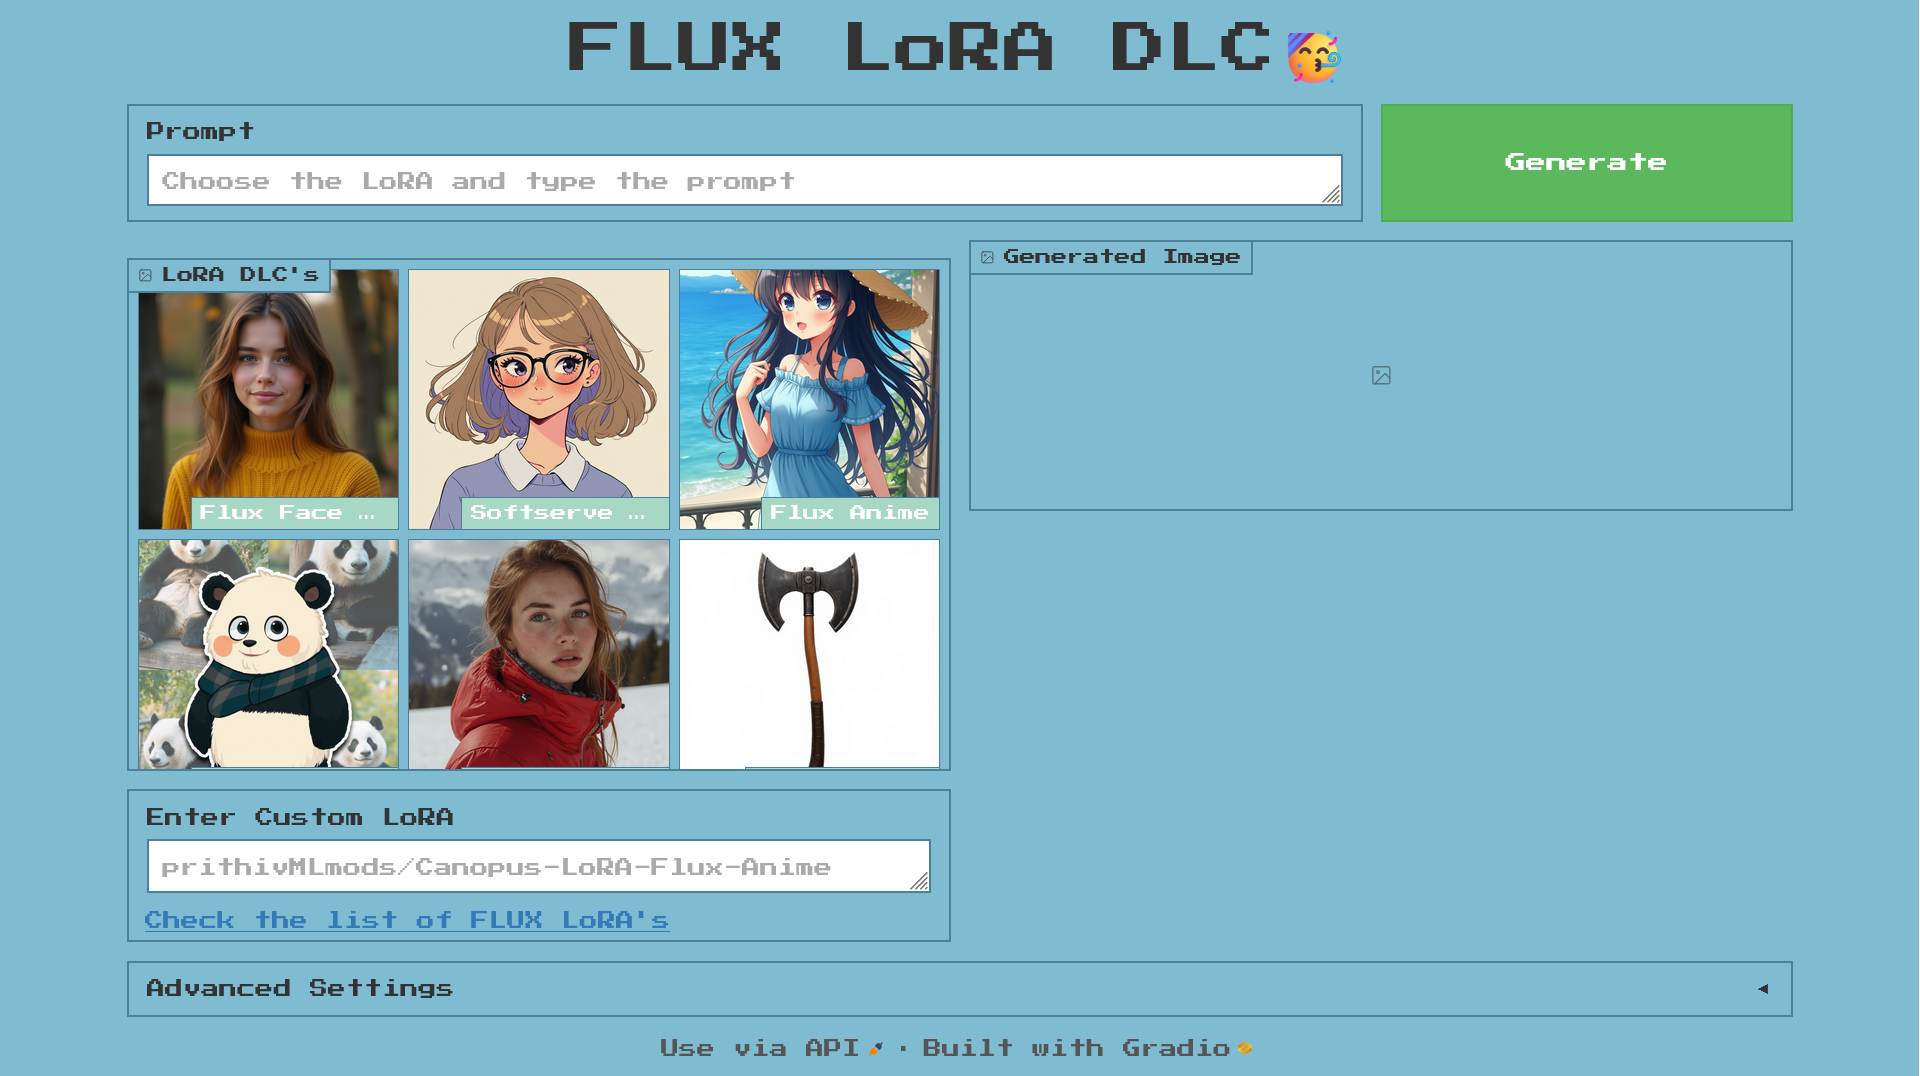 FLUX LoRA DLC🥳
Prompt
Choose the LoRA and type the prompt
Generate
LoRA DLC's
Flux Face ...
Softserve ...
Flux Anime
Generated Image
Enter Custom LoRA
prithivMLmods/Canopus-LoRA-Flux-Anime
Check the list of FLUX LoRA's
Advanced Settings
◀
Use via API · Built with Gradio